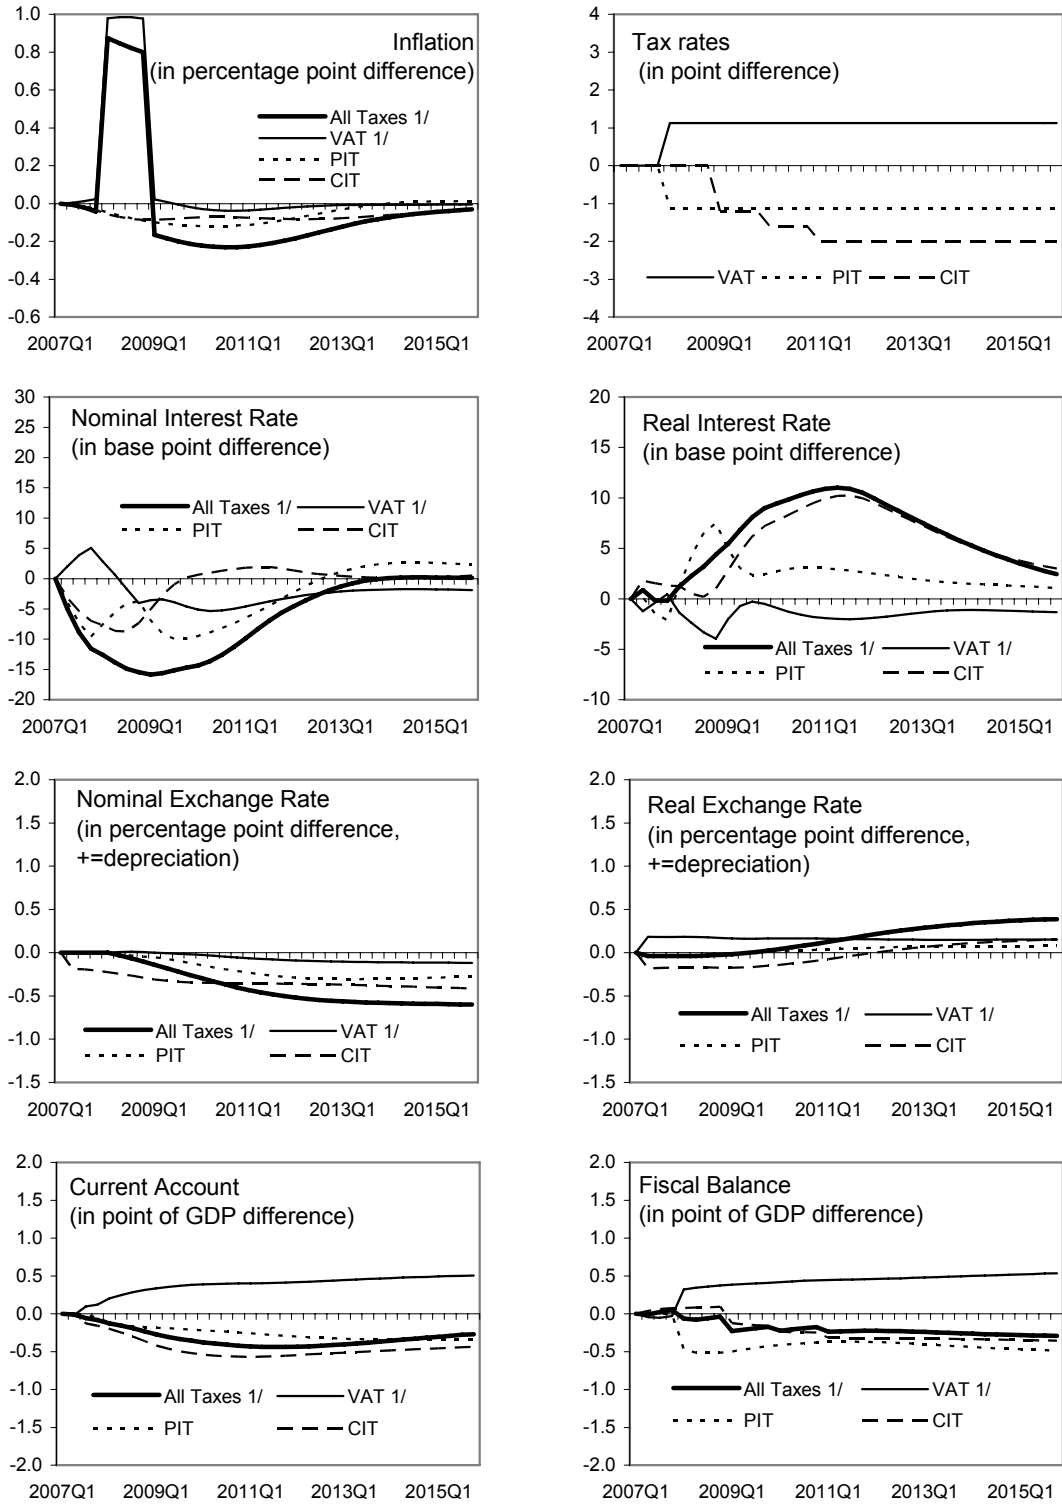 Inflation
(in percentage point difference)
1.0
0.8
0.6
0.4
0.2
0.0
-0.2
-0.4
-0.6
All Taxes 1/
VAT 1/
PIT
CIT
2007Q1 2009Q1 2011Q1 2013Q1 2015Q1
Tax rates
(in point difference)
4
3
2
1
0
-1
-2
-3
-4
VAT PIT CIT
2007Q1 2009Q1 2011Q1 2013Q1 2015Q1
Nominal Interest Rate
(in base point difference)
30
25
20
15
10
5
0
-5
-10
-15
-20
All Taxes 1/ VAT 1/
PIT CIT
2007Q1 2009Q1 2011Q1 2013Q1 2015Q1
Real Interest Rate
(in base point difference)
20
15
10
5
0
-5
-10
All Taxes 1/ VAT 1/
PIT CIT
2007Q1 2009Q1 2011Q1 2013Q1 2015Q1
Nominal Exchange Rate
(in percentage point difference,
+=depreciation)
2.0
1.5
1.0
0.5
0.0
-0.5
-1.0
-1.5
All Taxes 1/ VAT 1/
PIT CIT
2007Q1 2009Q1 2011Q1 2013Q1 2015Q1
Real Exchange Rate
(in percentage point difference,
+=depreciation)
2.0
1.5
1.0
0.5
0.0
-0.5
-1.0
-1.5
All Taxes 1/ VAT 1/
PIT CIT
2007Q1 2009Q1 2011Q1 2013Q1 2015Q1
Current Account
(in point of GDP difference)
2.0
1.5
1.0
0.5
0.0
-0.5
-1.0
-1.5
-2.0
All Taxes 1/ VAT 1/
PIT CIT
2007Q1 2009Q1 2011Q1 2013Q1 2015Q1
Fiscal Balance
(in point of GDP difference)
2.0
1.5
1.0
0.5
0.0
-0.5
-1.0
-1.5
-2.0
All Taxes 1/ VAT 1/
PIT CIT
2007Q1 2009Q1 2011Q1 2013Q1 2015Q1